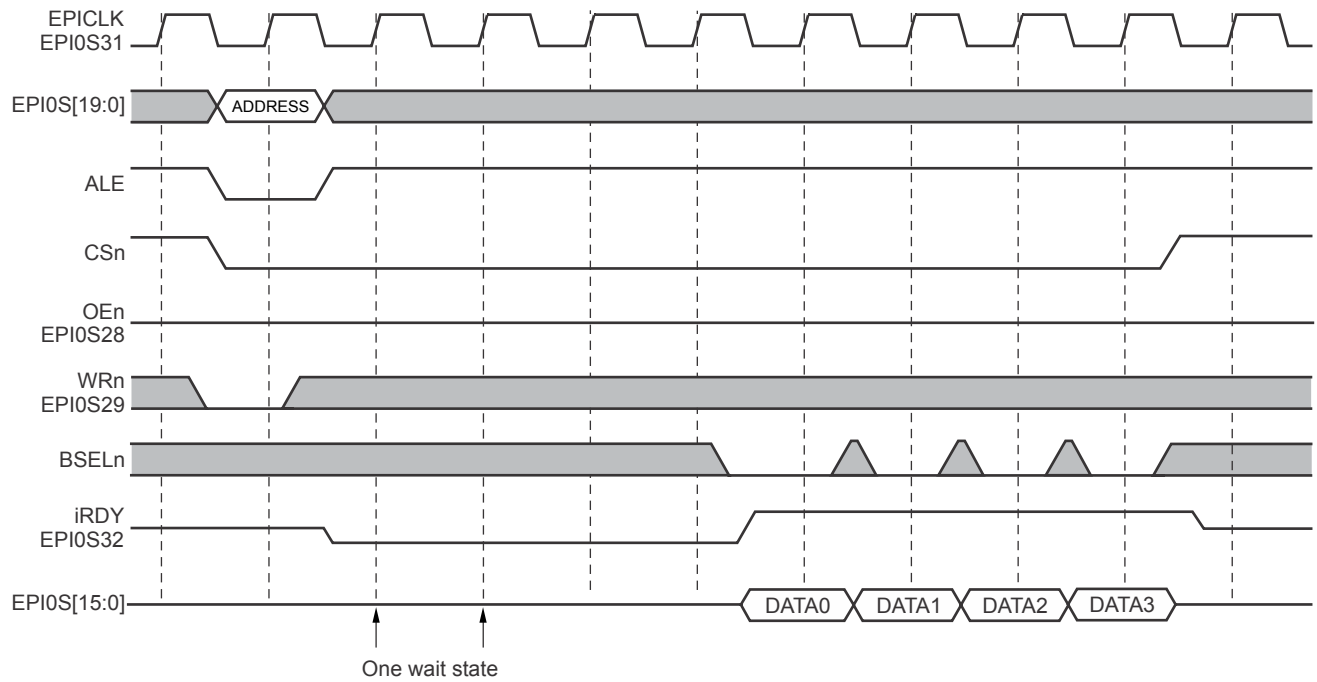 EPICLK
EPI0S31
EPI0S[19:0]
ADDRESS
ALE
CSn
OEn
EPI0S28
WRn
EPI0S29
BSELn
iRDY
EPI0S32
EPI0S[15:0]
DATA0 DATA1 DATA2 DATA3
One wait state